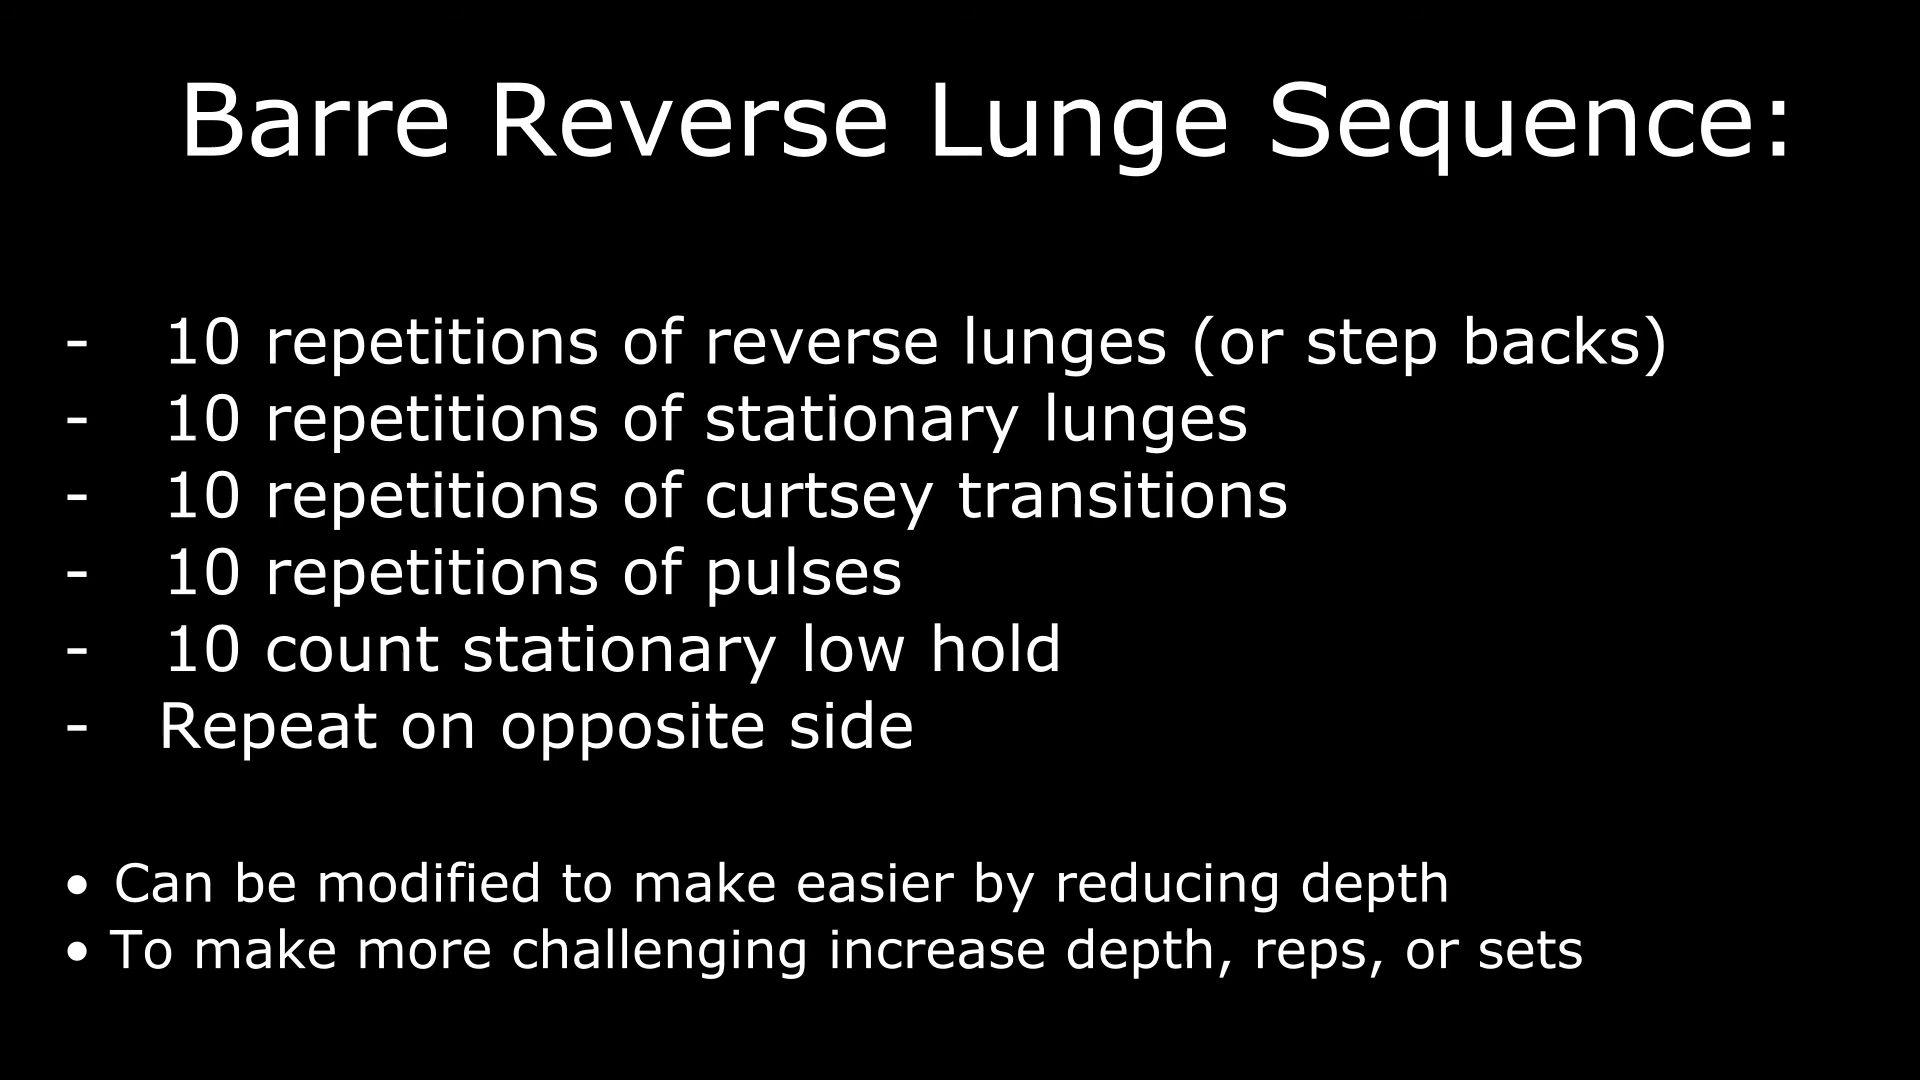 Barre Reverse Lunge Sequence:
- 10 repetitions of reverse lunges (or step backs)
- 10 repetitions of stationary lunges
- 10 repetitions of curtsey transitions
- 10 repetitions of pulses
- 10 count stationary low hold
- Repeat on opposite side
• Can be modified to make easier by reducing depth
• To make more challenging increase depth, reps, or sets